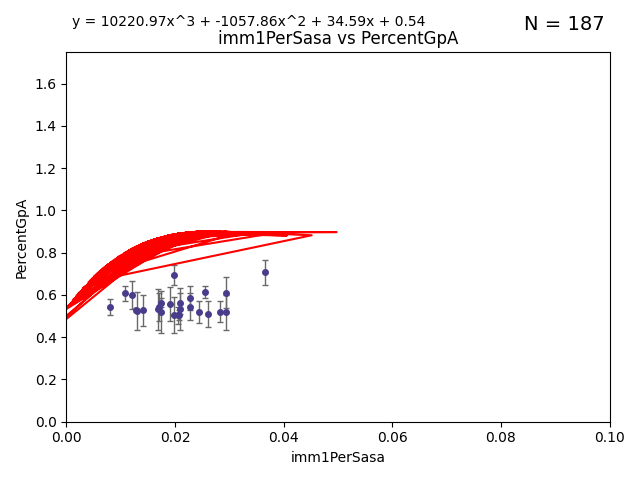 y = 10220.97x^3 + -1057.86x^2 + 34.59x + 0.54
N = 187
imm1PerSasa vs PercentGpA
PercentGpA
1.6
1.4
1.2
1.0
0.8
0.6
0.4
0.2
0.0
0.00 0.02 0.04 0.06 0.08 0.10
imm1PerSasa